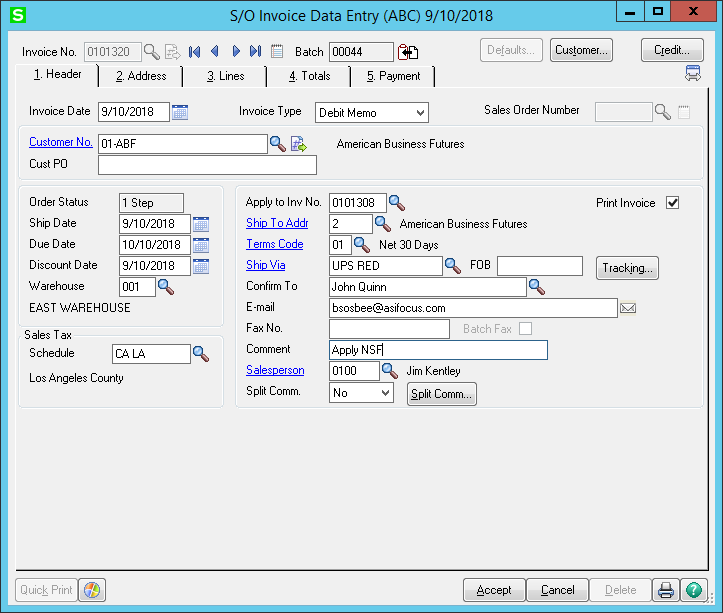 S S/O Invoice Data Entry (ABC) 9/10/2018 X
Invoice No. 0101320 Batch 00044 Defaults... Customer... Credit...
1. Header 2. Address 3. Lines 4. Totals 5. Payment
Invoice Date 9/10/2018 Invoice Type Debit Memo Sales Order Number
Customer No. 01-ABF American Business Futures
Cust PO
Order Status 1 Step Apply to Inv No. 0101308 Print Invoice
Ship Date 9/10/2018 Ship To Addr 2 American Business Futures
Due Date 10/10/2018 Terms Code 01 Net 30 Days
Discount Date 9/10/2018 Ship Via UPS RED FOB Tracking...
Warehouse 001 Confirm To John Quinn
EAST WAREHOUSE E-mail bsosbee@asifocus.com
Sales Tax Fax No. Batch Fax
Schedule CA LA Comment Apply NSF
Los Angeles County Salesperson 0100 Jim Kentley
Split Comm. No Split Comm...
Quick Print Accept Cancel Delete ?